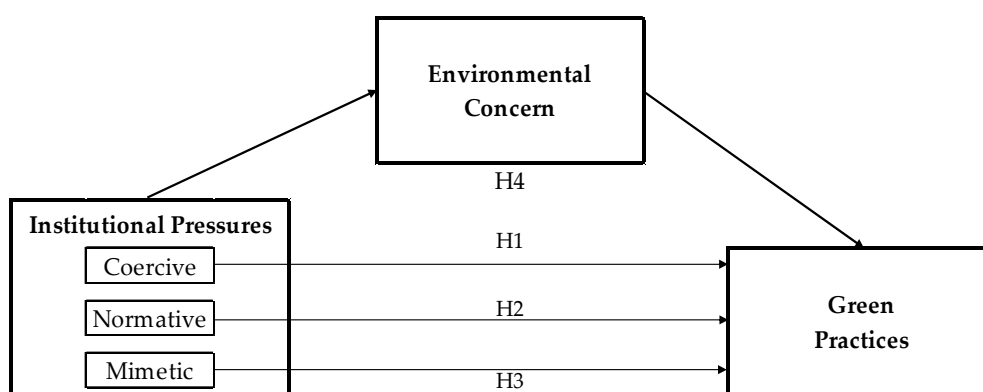 Environmental
Concern
H4
Institutional Pressures
H1
Coercive
H2
Normative
Green
Practices
Mimetic
H3